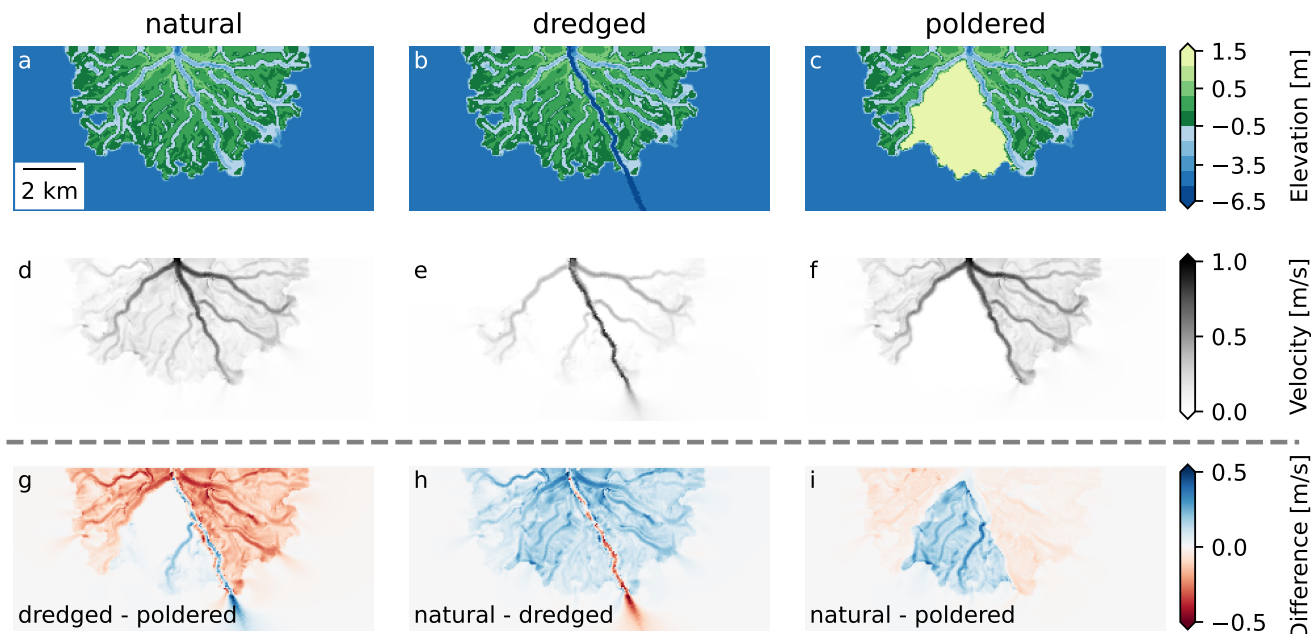 natural
dredged
poldered
a
b
c
2 km
1.5
0.5
−0.5
−3.5
−6.5
Elevation [m]
d
e
f
1.0
0.5
0.0
Velocity [m/s]
g
dredged - poldered
h
natural - dredged
i
natural - poldered
0.5
0.0
−0.5
Difference [m/s]